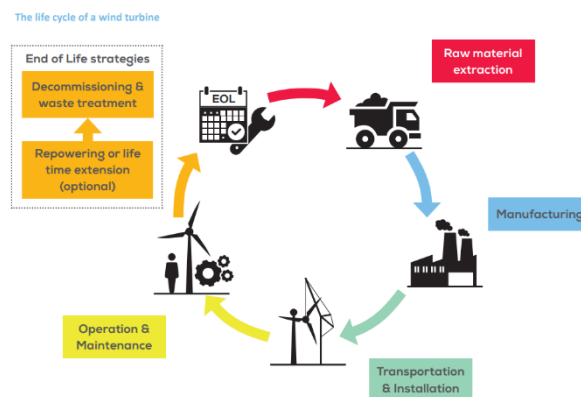 The life cycle of a wind turbine
End of Life strategies
Decommissioning &
waste treatment
Repowering or life
time extension
(optional)
EOL
Raw material
extraction
Manufacturing
Transportation
& Installation
Operation &
Maintenance